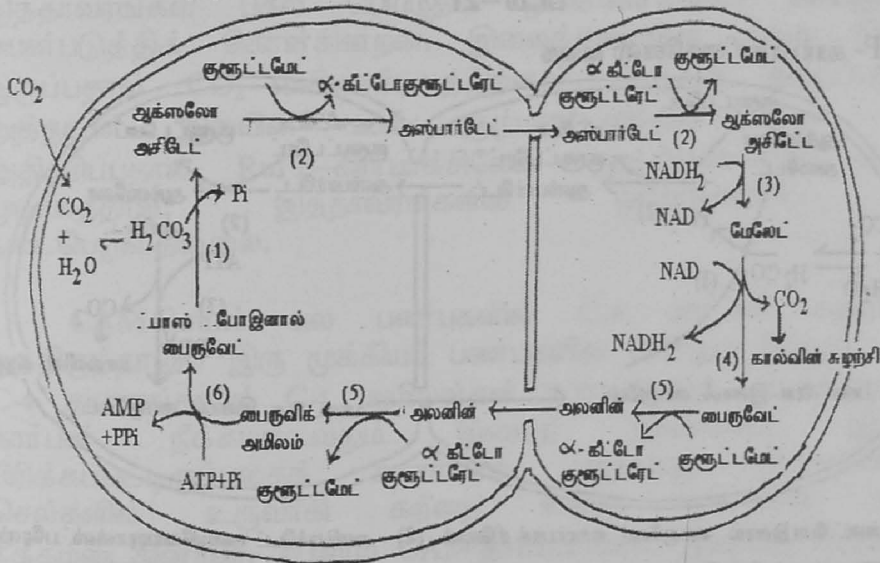 குளூட்டமேட்
α-கீட்டோகுளூட்டரேட்
α கீட்டோ
குளூட்டரேட்
குளூட்டமேட்
CO2
ஆக்ஸலோ
அசிடேட்
(2)
அஸ்பார்டேட்
அஸ்பார்டேட்
(2)
ஆக்ஸலோ
அசிட்டே
NADH2
(3)
NAD
மேலேட்
Pi
CO2
+
H2O
H2CO3
(1)
NAD
CO2
NADH2
(4)
கால்வின் சுழற்சி
பாஸ் போஇனால்
பைருவேட்
AMP
+PPi
(6)
பைருவிக்
அமிலம்
(5)
அலனின்
அலனின்
(5)
பைருவேட்
ATP+Pi
குளூட்டமேட்
α கீட்டோ
குளூட்டரேட்
α- கீட்டோ
குளூட்டரேட்
குளூட்டமேட்